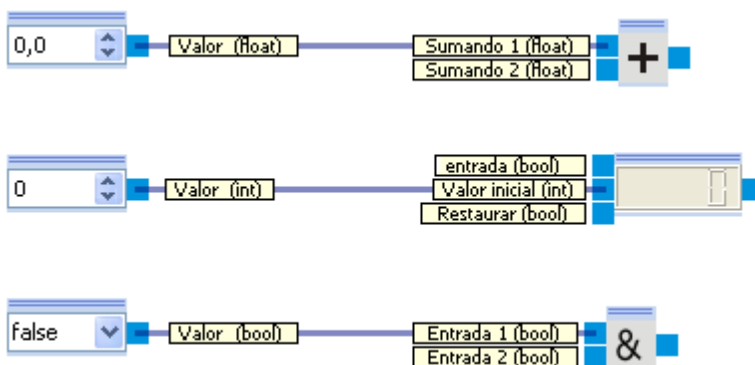 0,0 Valor (float) Sumando 1 (float) +
Sumando 2 (float)
entrada (bool)
0 Valor (int) Valor inicial (int) 0
Restaurar (bool)
false Valor (bool) Entrada 1 (bool) &
Entrada 2 (bool)